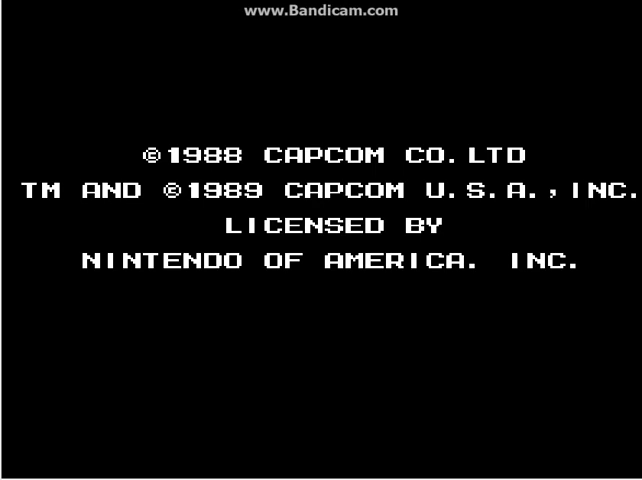 www.Bandicam.com
©1988 CAPCOM CO.LTD
TM AND ©1989 CAPCOM U.S.A.,INC.
LICENSED BY
NINTENDO OF AMERICA. INC.